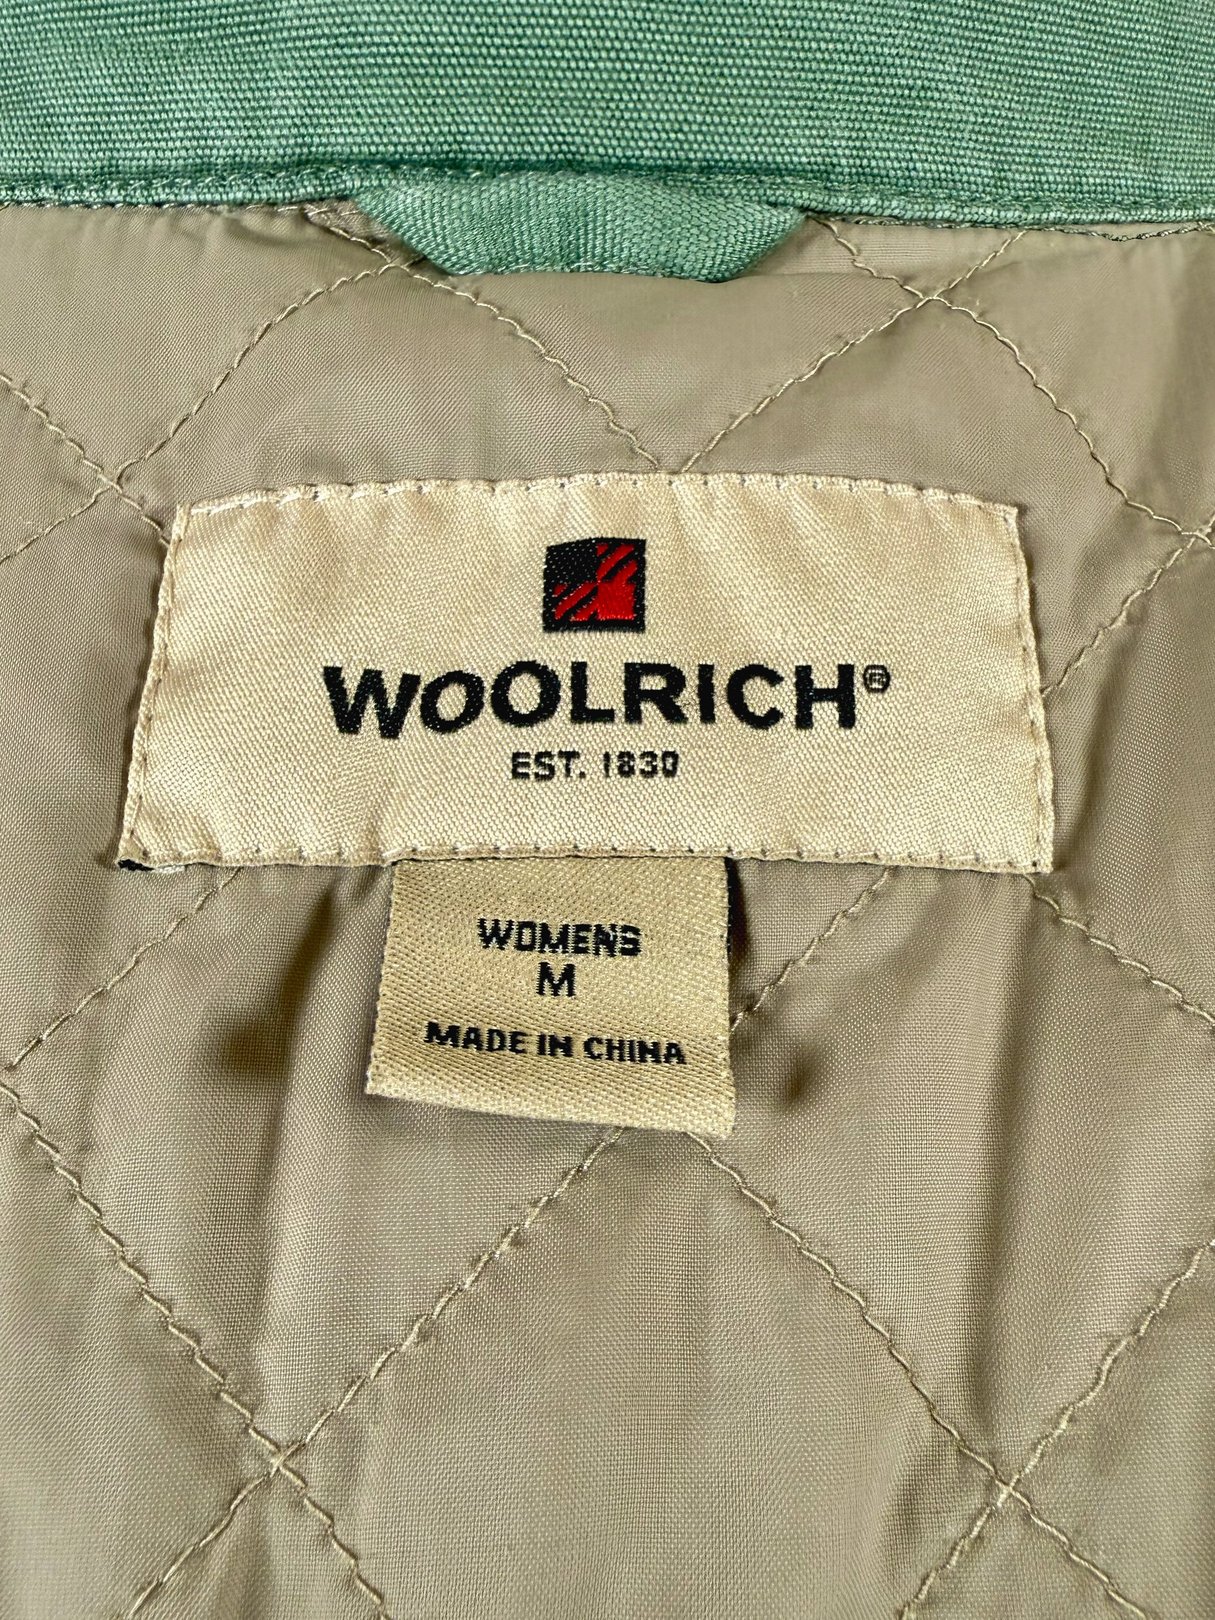 WOOLRICH®
EST. 1830
WOMENS
M
MADE IN CHINA